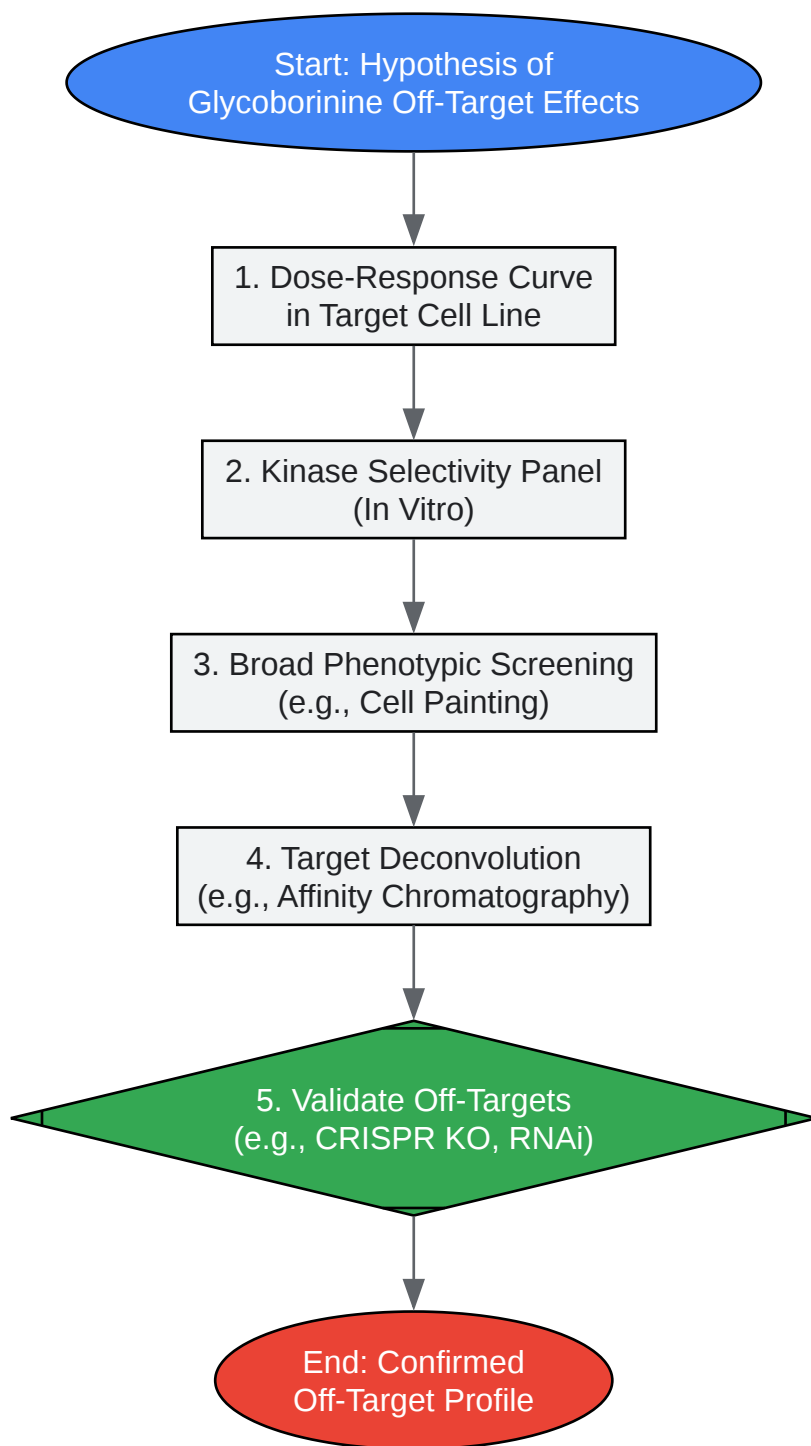 Start: Hypothesis of
Glycoborinine Off-Target Effects
1. Dose-Response Curve
in Target Cell Line
2. Kinase Selectivity Panel
(In Vitro)
3. Broad Phenotypic Screening
(e.g., Cell Painting)
4. Target Deconvolution
(e.g., Affinity Chromatography)
5. Validate Off-Targets
(e.g., CRISPR KO, RNAi)
End: Confirmed
Off-Target Profile